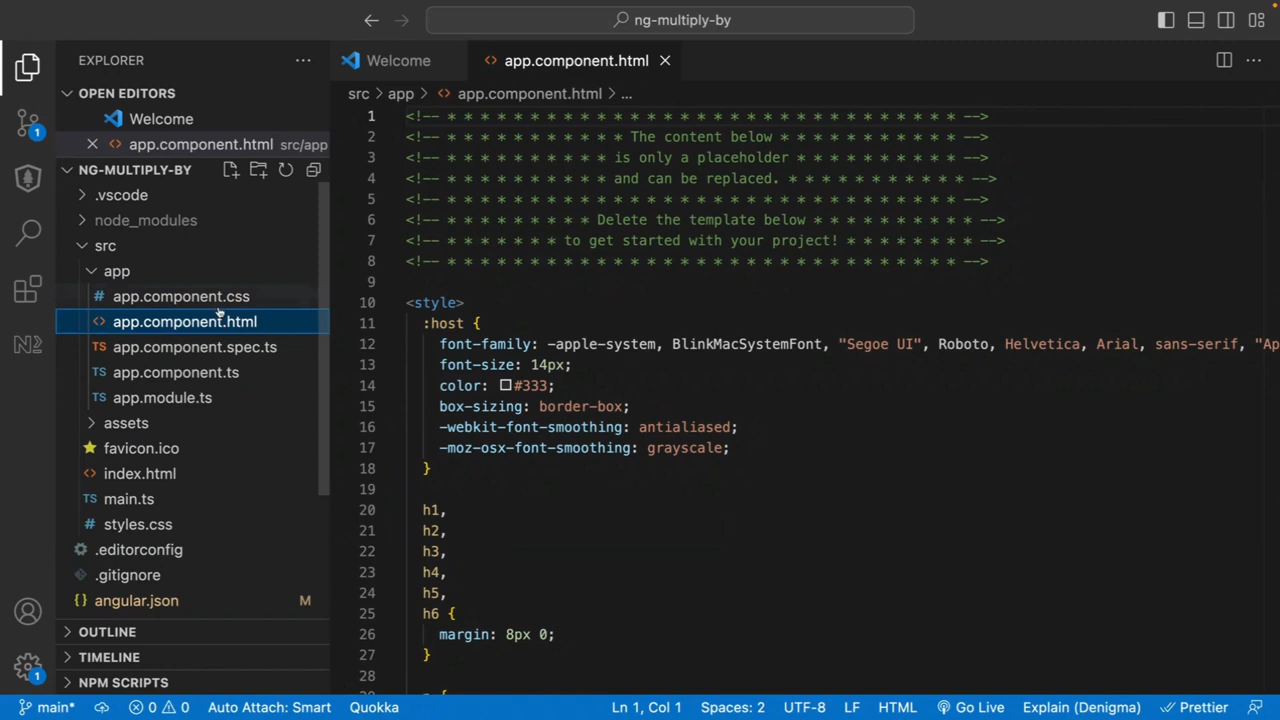 ng-multiply-by
EXPLORER
OPEN EDITORS
Welcome
app.component.html src/app
NG-MULTIPLY-BY
.vscode
node_modules
src
app
app.component.css
app.component.html
app.component.spec.ts
app.component.ts
app.module.ts
assets
favicon.ico
index.html
main.ts
styles.css
.editorconfig
.gitignore
angular.json M
OUTLINE
TIMELINE
NPM SCRIPTS
1
1
Welcome
app.component.html
src > app > app.component.html > ...
1 <!-- * * * * * * * * * * * * * * * * * * * * * * * * * * * * * * * -->
2 <!-- * * * * * * * * * * * The content below * * * * * * * * * * * -->
3 <!-- * * * * * * * * * * is only a placeholder * * * * * * * * * * -->
4 <!-- * * * * * * * * * * and can be replaced. * * * * * * * * * * * -->
5 <!-- * * * * * * * * * * * * * * * * * * * * * * * * * * * * * * * -->
6 <!-- * * * * * * * * * Delete the template below * * * * * * * * * * -->
7 <!-- * * * * * * * to get started with your project! * * * * * * * * -->
8 <!-- * * * * * * * * * * * * * * * * * * * * * * * * * * * * * * * -->
9
10 <style>
11 :host {
12 font-family: -apple-system, BlinkMacSystemFont, "Segoe UI", Roboto, Helvetica, Arial, sans-serif, "Ap
13 font-size: 14px;
14 color: #333;
15 box-sizing: border-box;
16 -webkit-font-smoothing: antialiased;
17 -moz-osx-font-smoothing: grayscale;
18 }
19
20 h1,
21 h2,
22 h3,
23 h4,
24 h5,
25 h6 {
26 margin: 8px 0;
27 }
28
main* 0 0 Auto Attach: Smart Quokka Ln 1, Col 1 Spaces: 2 UTF-8 LF HTML Go Live Explain (Denigma) Prettier